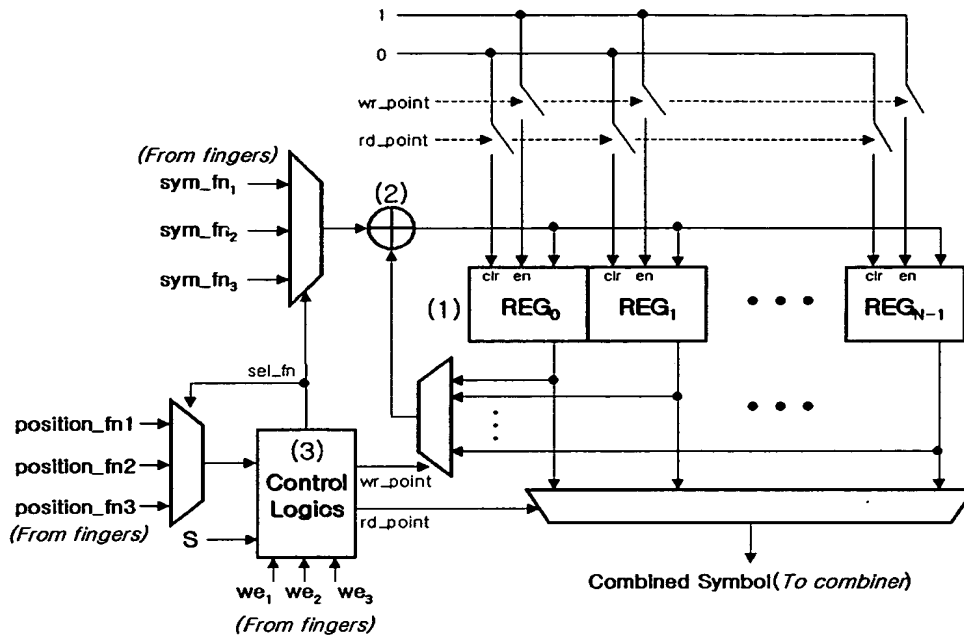 1
0
wr_point
rd_point
(From fingers)
sym_fn₁
sym_fn₂
sym_fn₃
(2)
(1)
clr en
REG₀
clr en
REG₁
clr en
REG_N-1
sel_fn
position_fn1
position_fn2
position_fn3
(From fingers)
S
(3)
Control
Logics
wr_point
rd_point
we₁ we₂ we₃
(From fingers)
Combined Symbol(To combiner)